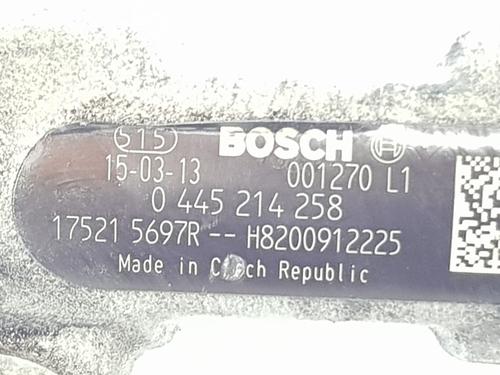 515 BOSCH
15-03-13 001270 L1
0 445 214 258
17521 5697R -- H8200912225
Made in Czech Republic